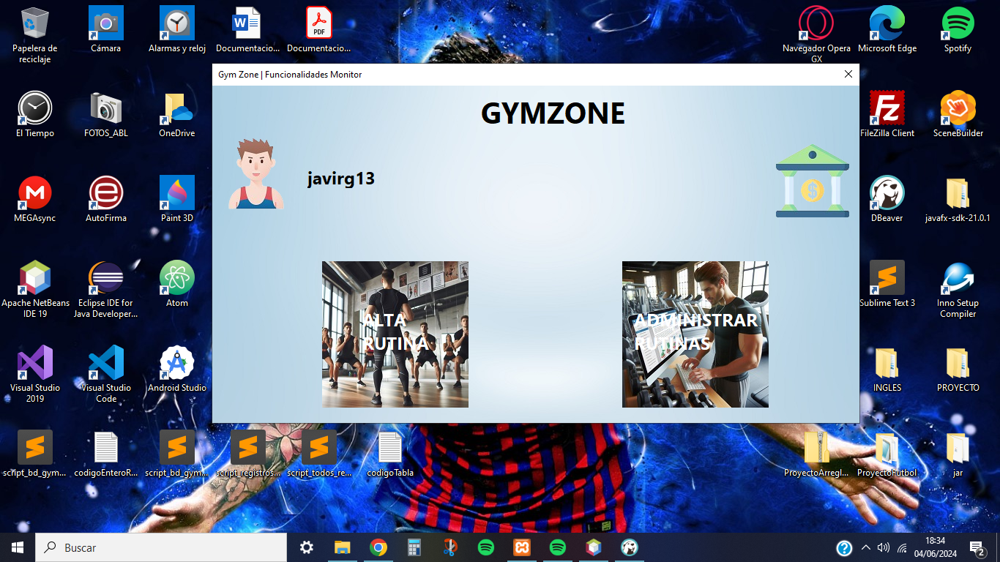 Papelera de
reciclaje
Cámara
Alarmas y reloj
Documentacio...
PDF
Documentacio...
Navegador Opera
GX
Microsoft Edge
Spotify
Gym Zone | Funcionalidades Monitor
GYMZONE
javirg13
ALTA
RUTINA
ADMINISTRAR
RUTINAS
El Tiempo
FOTOS_ABL
OneDrive
FileZilla Client
SceneBuilder
MEGAsync
AutoFirma
Paint 3D
DBeaver
javafx-sdk-21.0.1
Apache NetBeans
IDE 19
Eclipse IDE for
Java Developer...
Atom
Sublime Text 3
Inno Setup
Compiler
Visual Studio
2019
Visual Studio
Code
Android Studio
INGLES
PROYECTO
script_bd_gym...
codigoEnteroR...
script_bd_gym...
script_registros...
script_todos_re...
codigoTabla
ProyectoArregl...
ProyectoFutbol
jar
Buscar
18:34
04/06/2024
2